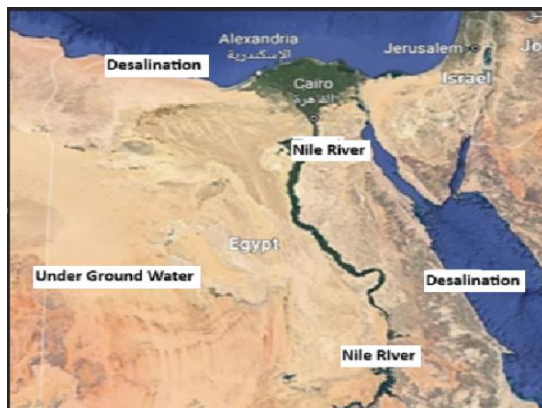 Alexandria
الإسكندرية
Desalination
Jerusalem
Jo
Israel
Cairo
القاهرة
Nile River
Egypt
Under Ground Water
Desalination
Nile River